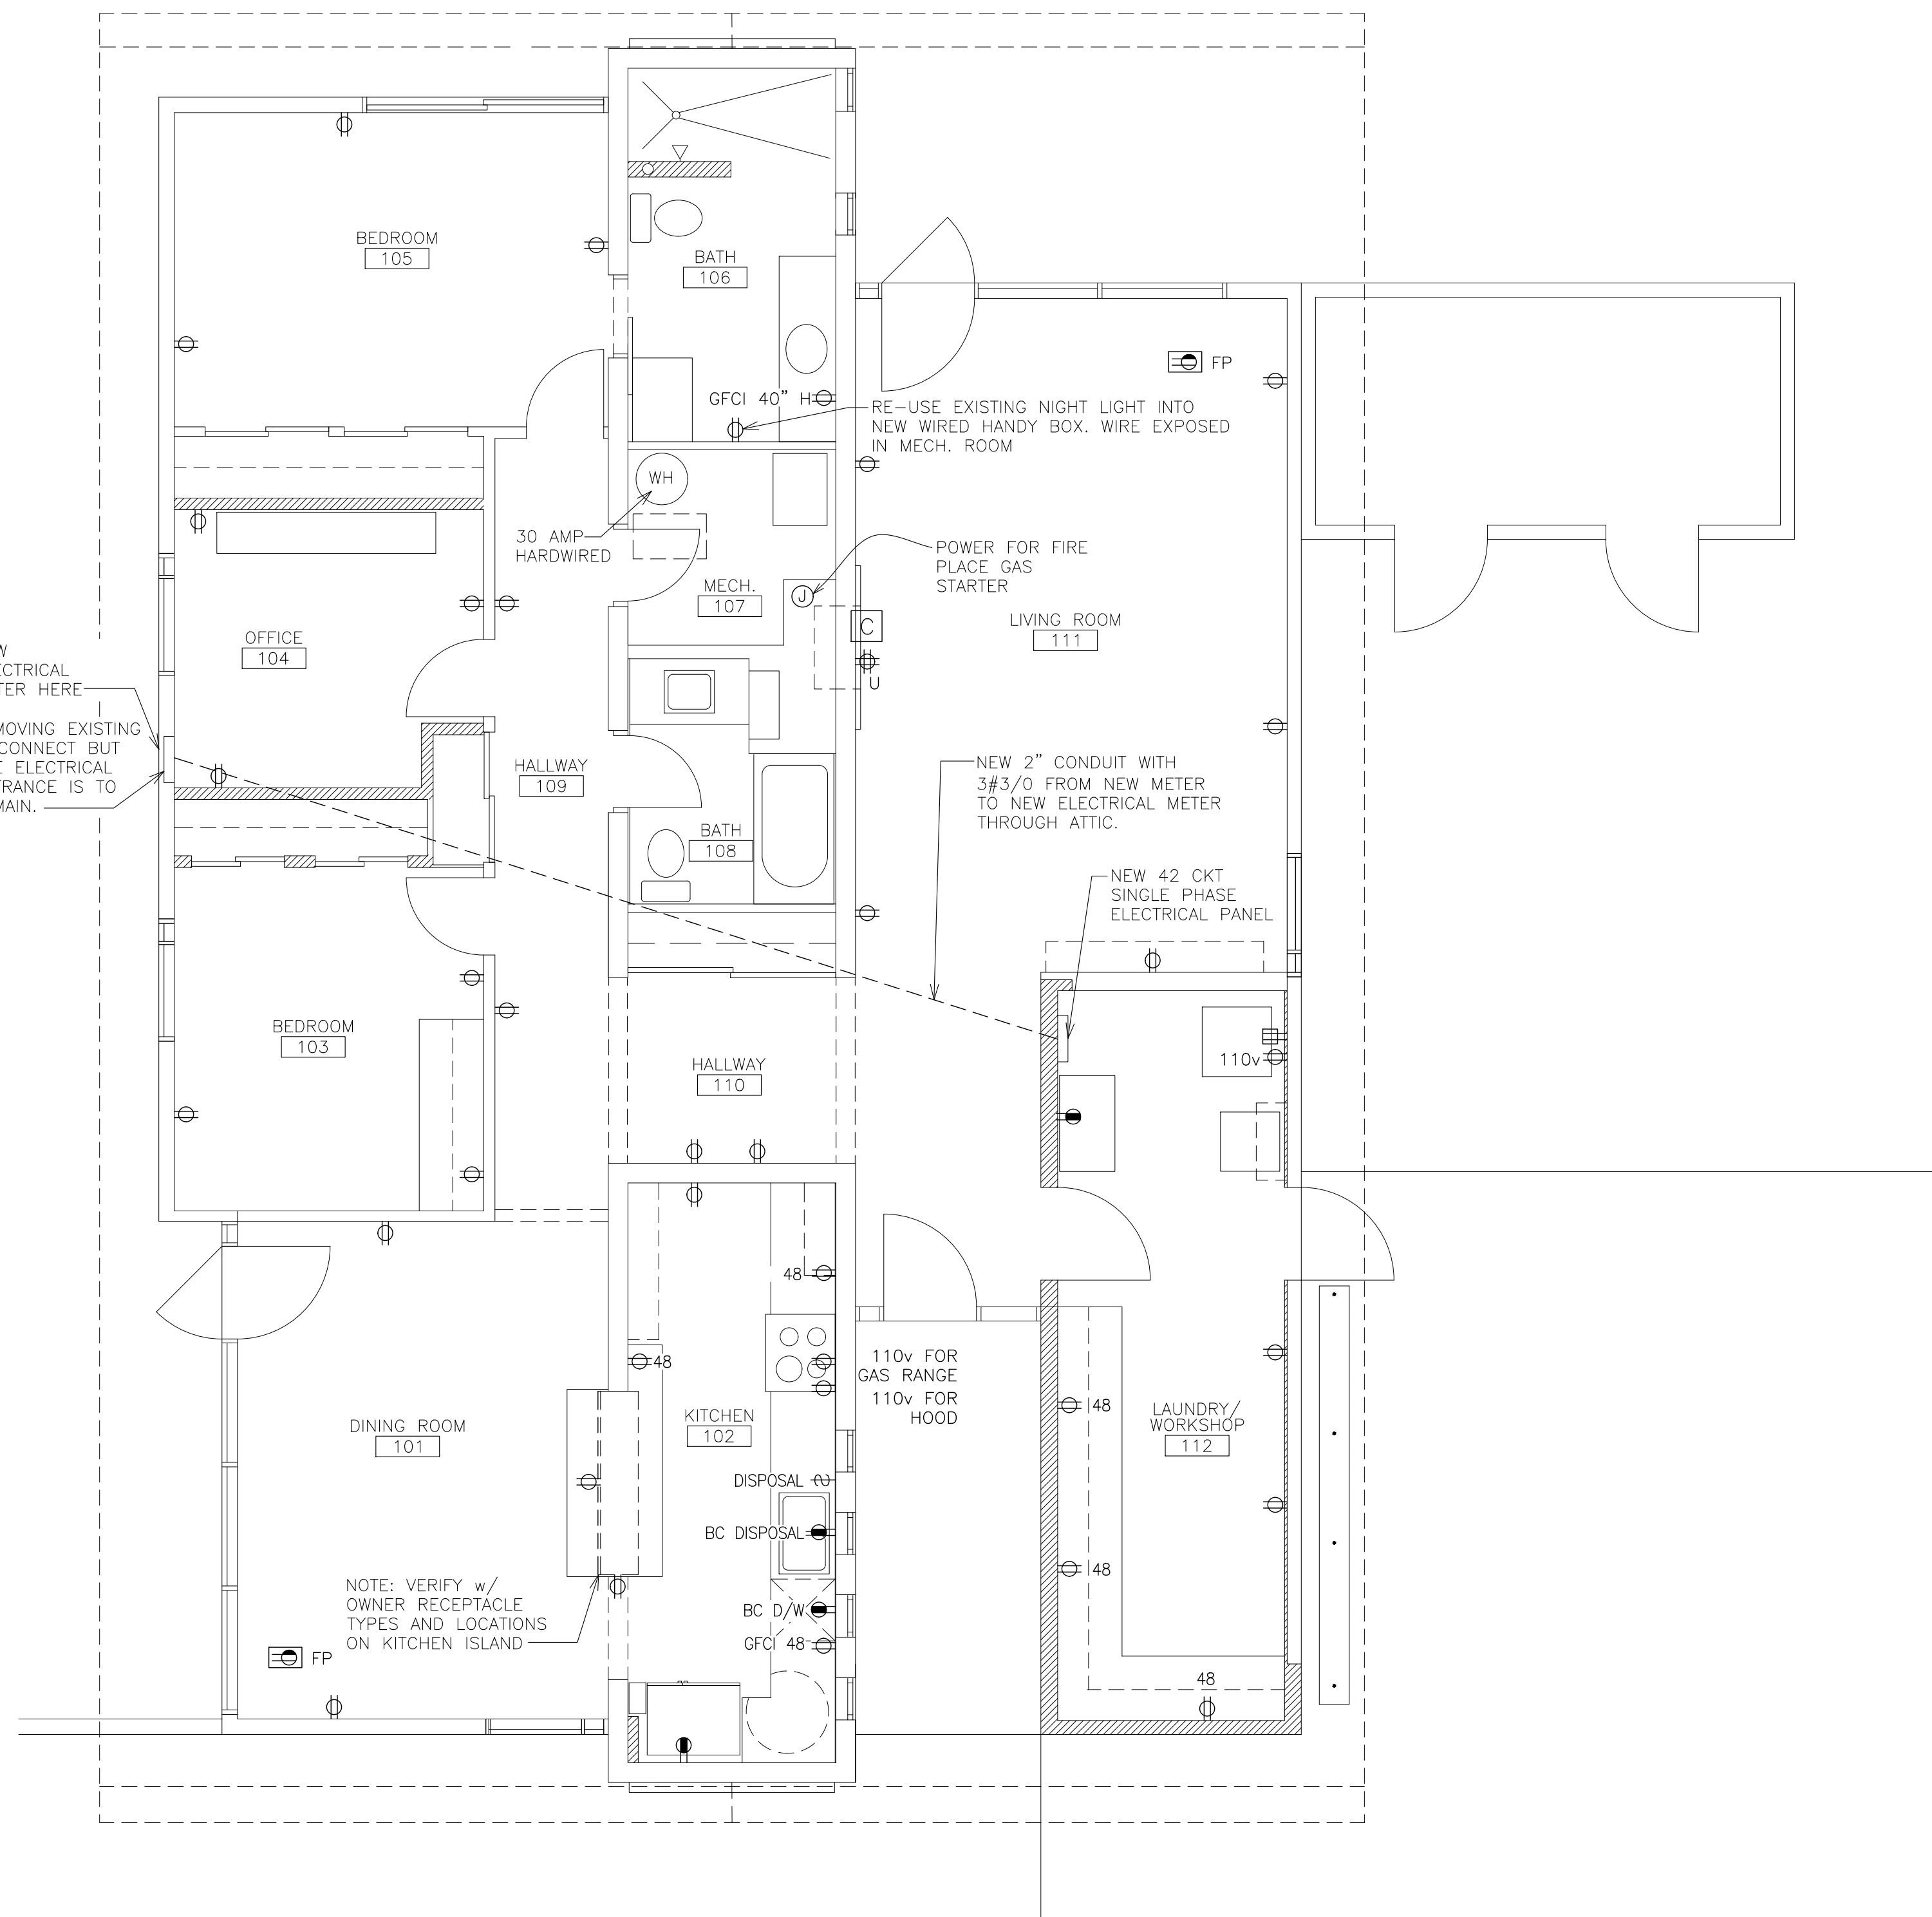 BEDROOM
105
BATH
106
FP
GFCI 40" H
RE-USE EXISTING NIGHT LIGHT INTO
NEW WIRED HANDY BOX. WIRE EXPOSED
IN MECH. ROOM
WH
30 AMP
HARDWIRED
POWER FOR FIRE
PLACE GAS
STARTER
MECH.
107
J
C
U
LIVING ROOM
111
OFFICE
104
HERE
EXISTING
BUT
ELECTRICAL
IS TO
HALLWAY
109
NEW 2" CONDUIT WITH
3#3/0 FROM NEW METER
TO NEW ELECTRICAL METER
THROUGH ATTIC.
BATH
108
NEW 42 CKT
SINGLE PHASE
ELECTRICAL PANEL
BEDROOM
103
HALLWAY
110
110v
48
48
110v FOR
GAS RANGE
110v FOR
HOOD
DINING ROOM
101
KITCHEN
102
48
LAUNDRY/
WORKSHOP
112
DISPOSAL
BC DISPOSAL
48
NOTE: VERIFY w/
OWNER RECEPTACLE
TYPES AND LOCATIONS
ON KITCHEN ISLAND
BC D/W
GFCI 48
FP
48